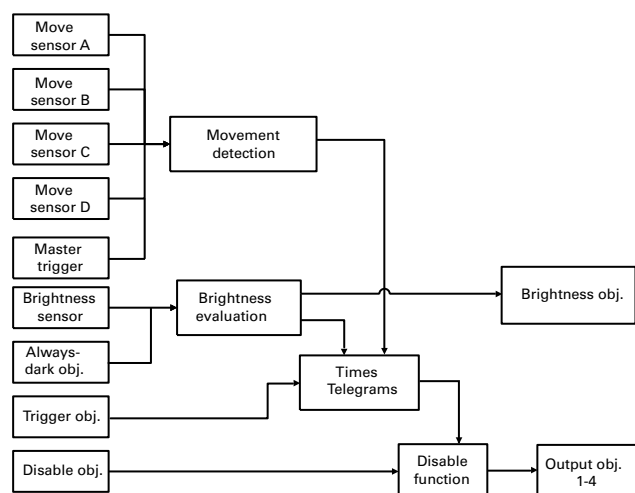 Move
sensor A
Move
sensor B
Move
sensor C
Move
sensor D
Master
trigger
Brightness
sensor
Always-
dark obj.
Trigger obj.
Disable obj.
Movement
detection
Brightness
evaluation
Times
Telegrams
Disable
function
Brightness obj.
Output obj.
1-4